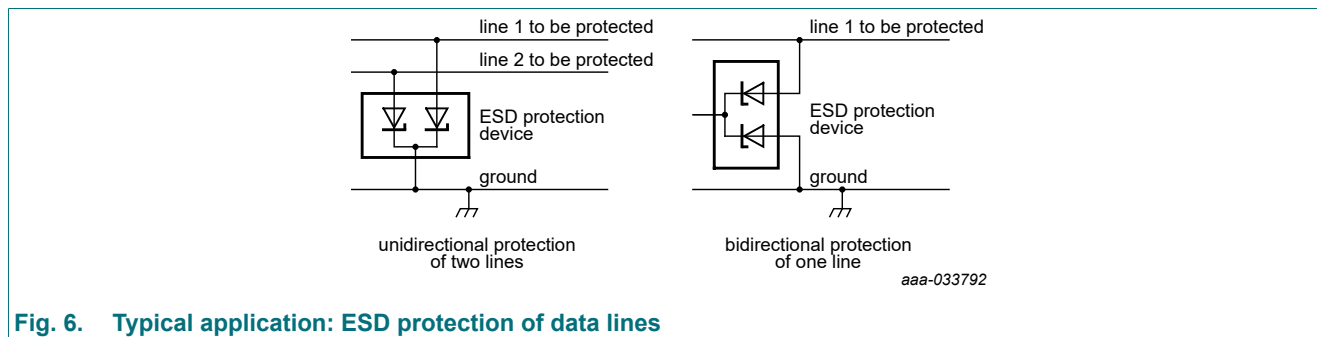 line 1 to be protected
line 2 to be protected
ESD protection
device
ground
unidirectional protection
of two lines
line 1 to be protected
ESD protection
device
ground
bidirectional protection
of one line
aaa-033792
Fig. 6. Typical application: ESD protection of data lines